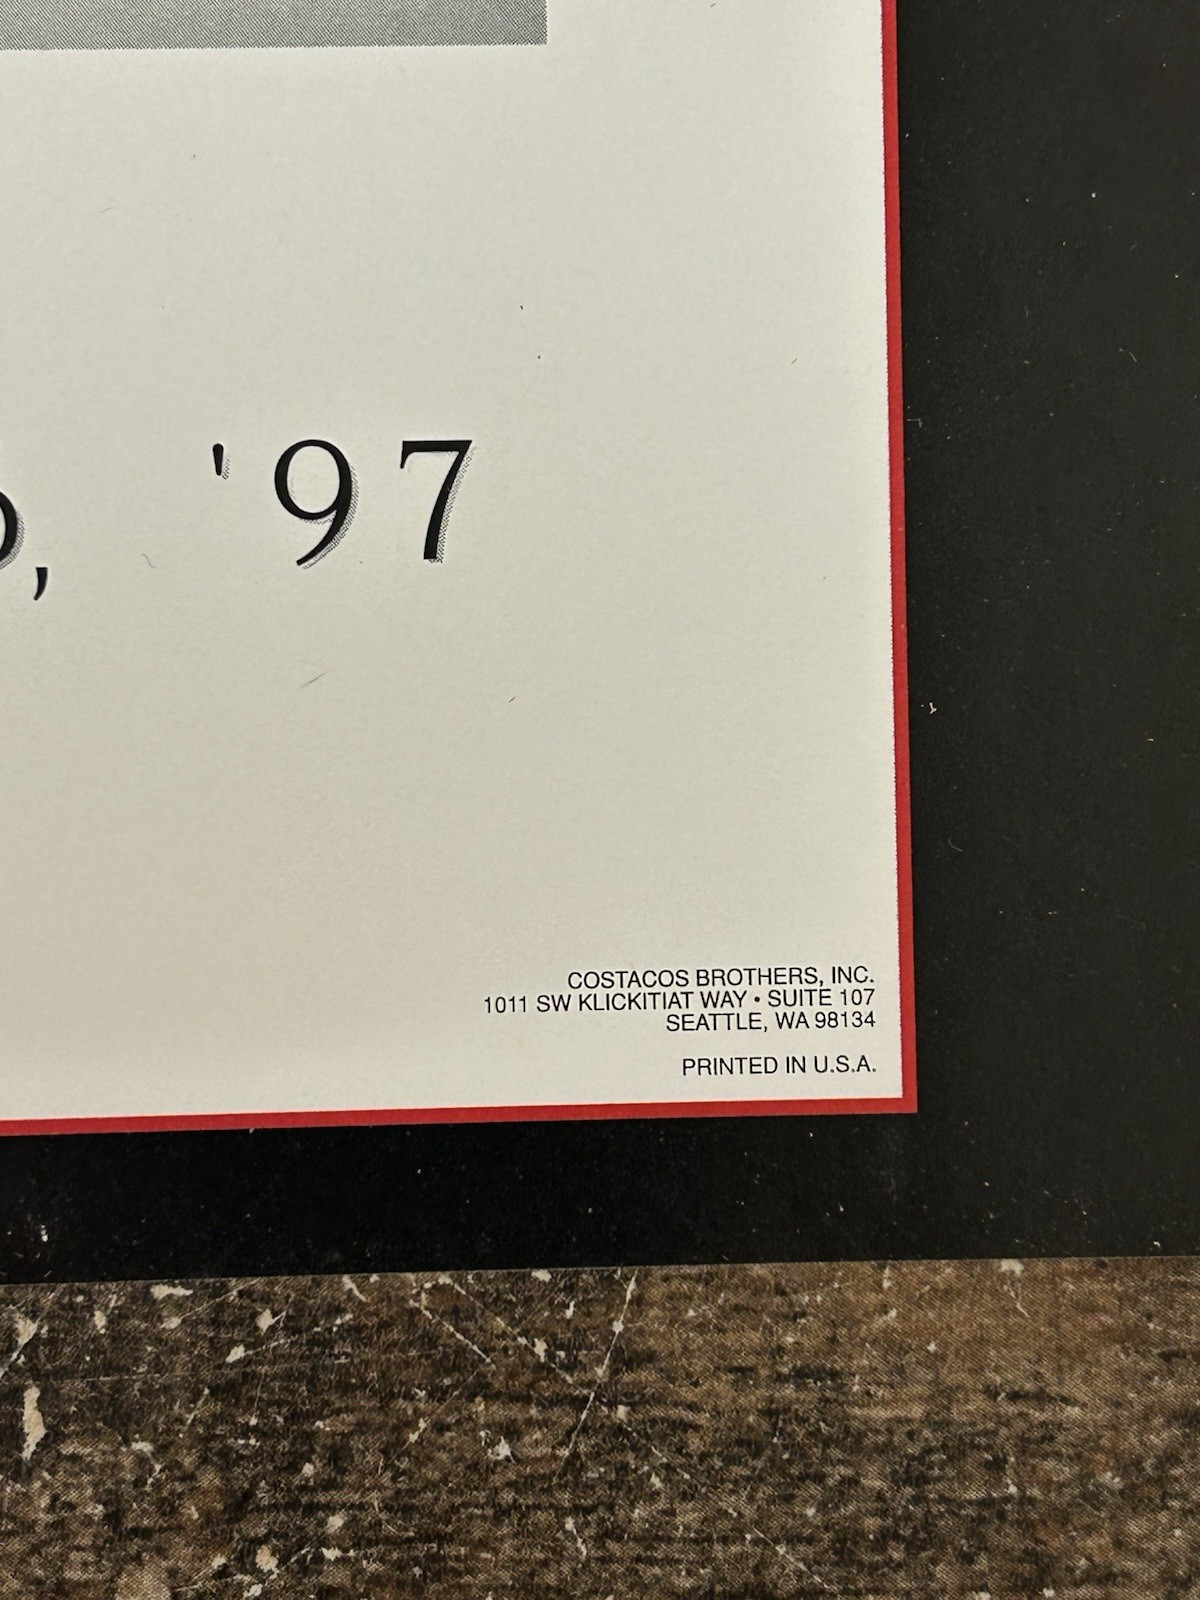 , '97
COSTACOS BROTHERS, INC.
1011 SW KLICKITIAT WAY • SUITE 107
SEATTLE, WA 98134
PRINTED IN U.S.A.